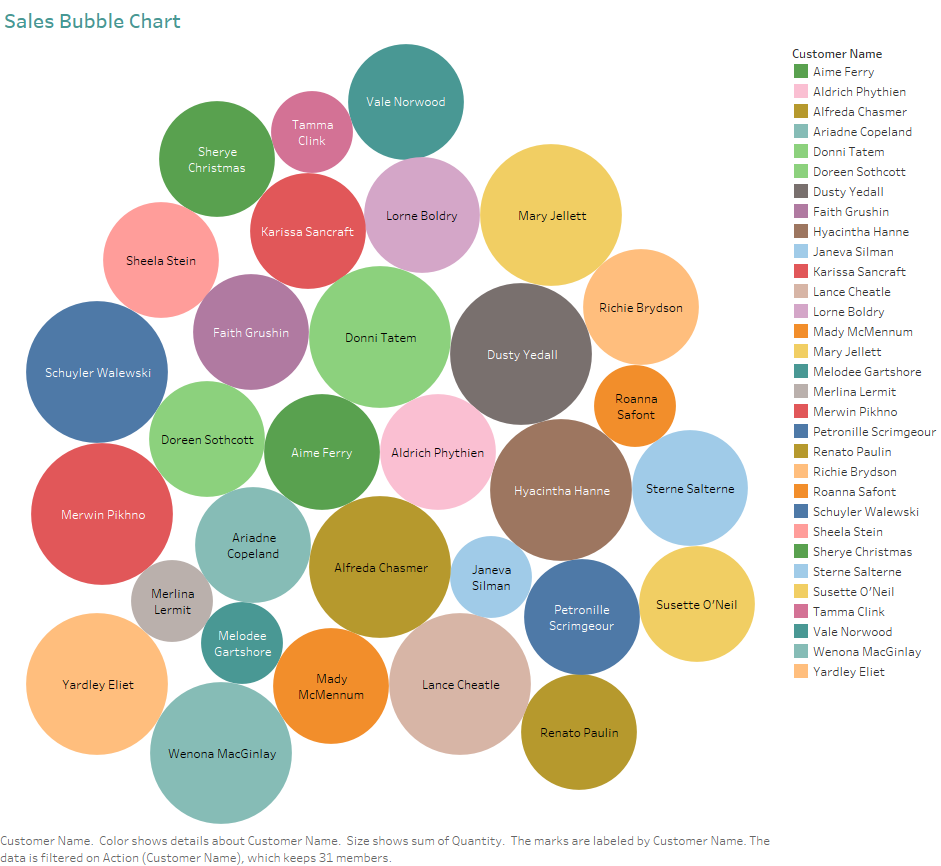 Sales Bubble Chart
Vale Norwood
Tamma
Clink
Sherye
Christmas
Lorne Boldry
Mary Jellett
Karissa Sancraft
Sheela Stein
Richie Brydson
Faith Grushin
Donni Tatem
Dusty Yedall
Schuyler Walewski
Roanna
Safont
Doreen Sothcott
Aime Ferry
Aldrich Phythien
Hyacintha Hanne
Sterne Salterne
Merwin Pikhno
Ariadne
Copeland
Alfreda Chasmer
Janeva
Silman
Merlina
Lermit
Petronille
Scrimgeour
Susette O’Neil
Melodee
Gartshore
Yardley Eliet
Mady
McMennum
Lance Cheatle
Renato Paulin
Wenona MacGinlay
Customer Name
Aime Ferry
Aldrich Phythien
Alfreda Chasmer
Ariadne Copeland
Donni Tatem
Doreen Sothcott
Dusty Yedall
Faith Grushin
Hyacintha Hanne
Janeva Silman
Karissa Sancraft
Lance Cheatle
Lorne Boldry
Mady McMennum
Mary Jellett
Melodee Gartshore
Merlina Lermit
Merwin Pikhno
Petronille Scrimgeour
Renato Paulin
Richie Brydson
Roanna Safont
Schuyler Walewski
Sheela Stein
Sherye Christmas
Sterne Salterne
Susette O’Neil
Tamma Clink
Vale Norwood
Wenona MacGinlay
Yardley Eliet
Customer Name.  Color shows details about Customer Name.  Size shows sum of Quantity.  The marks are labeled by Customer Name. The
data is filtered on Action (Customer Name), which keeps 31 members.